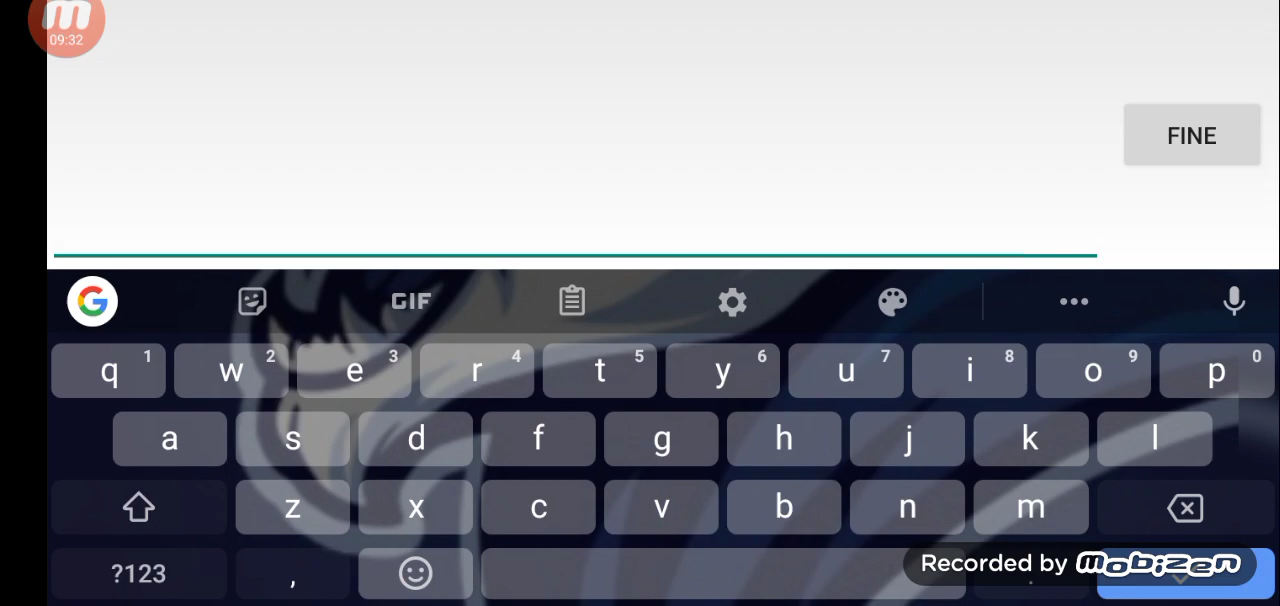 m
09:32
FINE
G GIF
q 1 w 2 e 3 r 4 t 5 y 6 u 7 i 8 o 9 p 0
a s d f g h j k l
z x c v b n m
?123 , .
Recorded by mobizen